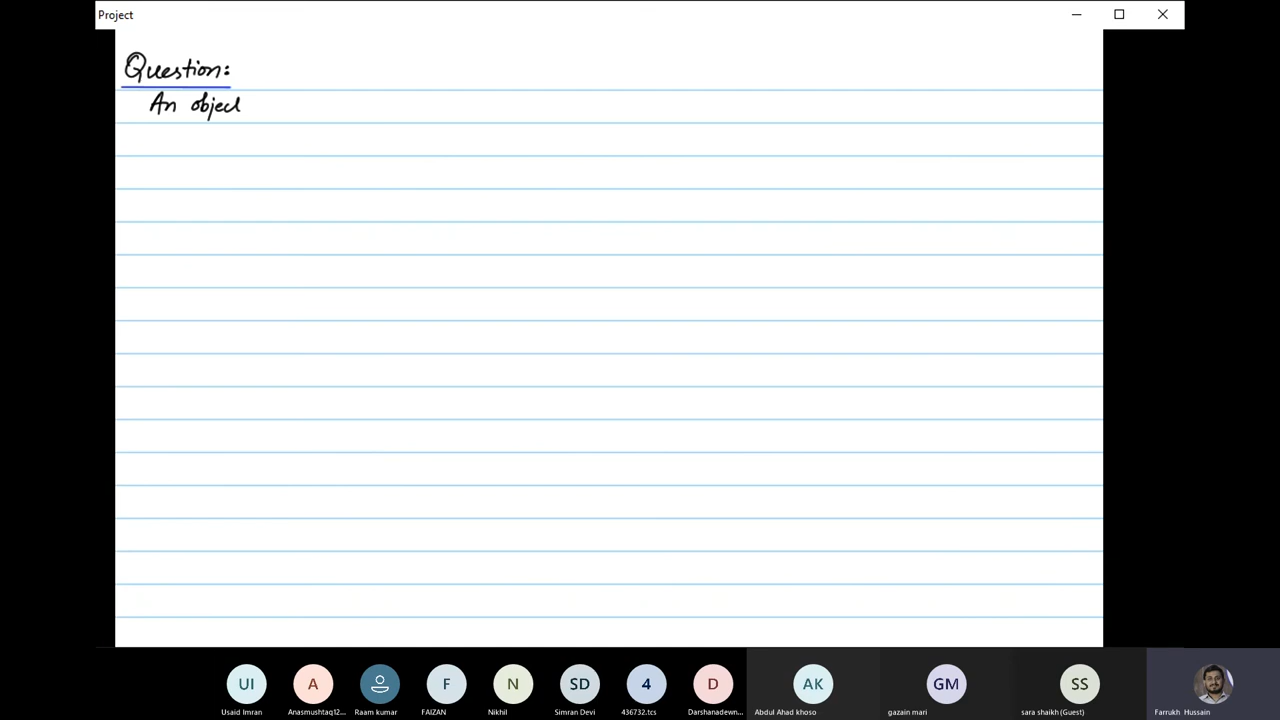 Project
Question:
An object
UI
A
F
N
SD
4
D
AK
GM
SS
Usaid Imran
Anasmushtaq12...
Raam kumar
FAIZAN
Nikhil
Simran Devi
436732.tcs
Darshanadewn...
Abdul Ahad khoso
gazain mari
sara shaikh (Guest)
Farrukh Hussain